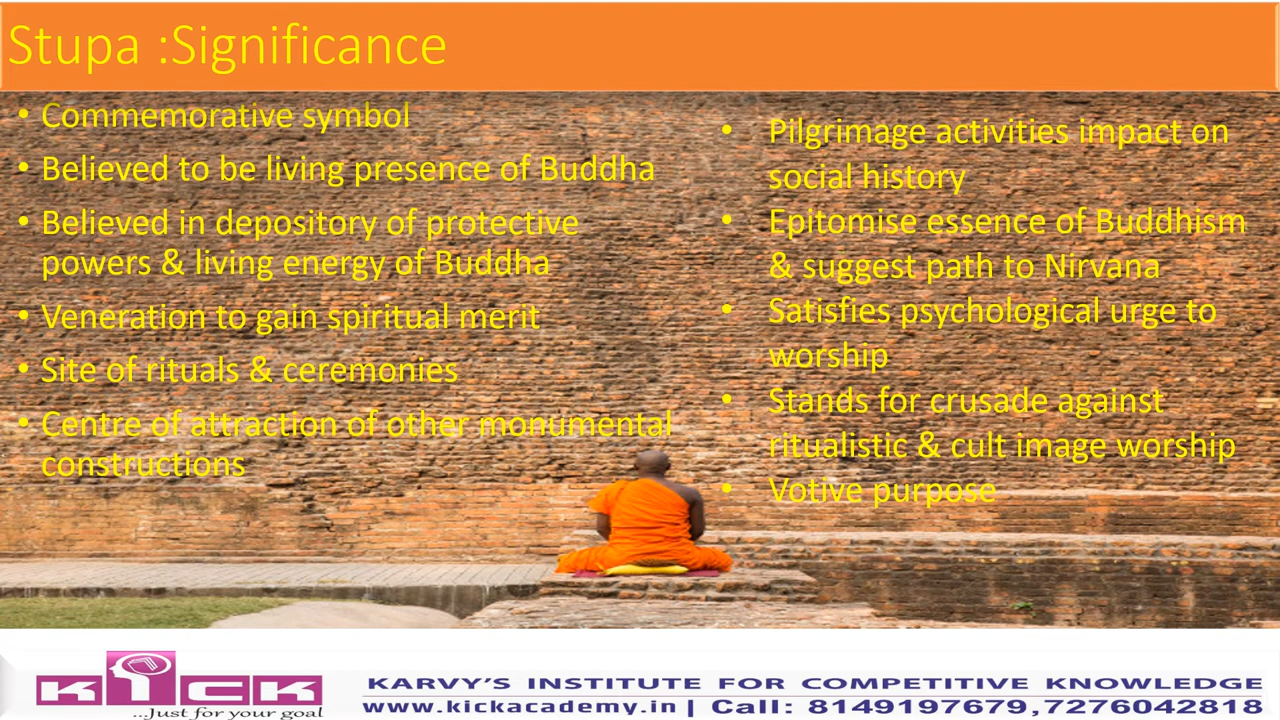 Stupa :Significance
• Commemorative symbol
• Believed to be living presence of Buddha
• Believed in depository of protective
powers & living energy of Buddha
• Veneration to gain spiritual merit
• Site of rituals & ceremonies
• Centre of attraction of other monumental
constructions
• Pilgrimage activities impact on
social history
• Epitomise essence of Buddhism
& suggest path to Nirvana
• Satisfies psychological urge to
worship
• Stands for crusade against
ritualistic & cult image worship
• Votive purpose
KICK
...Just for your goal
KARVY'S INSTITUTE FOR COMPETITIVE KNOWLEDGE
www.kickacademy.in | Call: 8149197679,7276042818